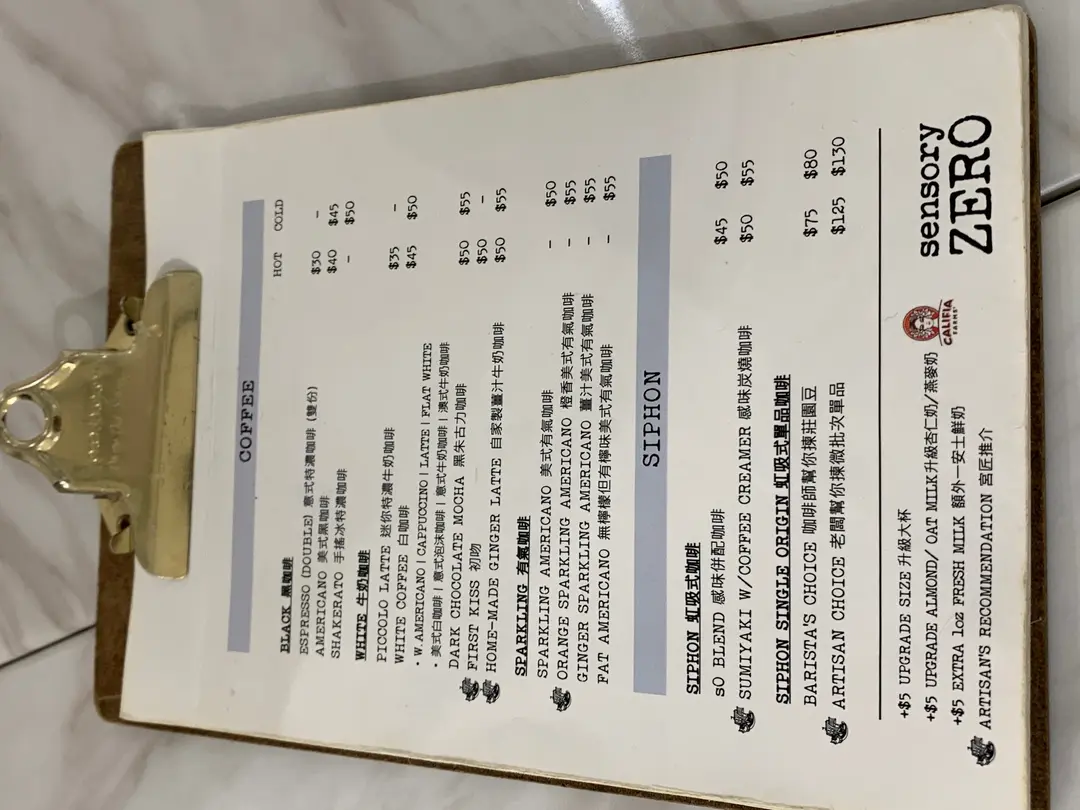 COFFEE
HOT COLD
BLACK 黑咖啡
ESPRESSO (DOUBLE) 意式特濃咖啡 (雙份) $30 –
AMERICANO 美式黑咖啡 $40 $45
SHAKERATO 手搖冰特濃咖啡 – $50
WHITE 牛奶咖啡
PICCOLO LATTE 迷你特濃牛奶咖啡 $35 –
WHITE COFFEE 白咖啡 $45 $50
· W.AMERICANO | CAPPUCCINO | LATTE | FLAT WHITE
· 美式白咖啡 | 意式泡沫咖啡 | 意式牛奶咖啡 | 澳式牛奶咖啡
DARK CHOCOLATE MOCHA 黑朱古力咖啡 $50 $55
FIRST KISS 初吻 $50 –
HOME-MADE GINGER LATTE 自家製薑汁牛奶咖啡 $50 $55
SPARKLING 有氣咖啡
SPARKLING AMERICANO 美式有氣咖啡 – $50
ORANGE SPARKLING AMERICANO 橙香美式有氣咖啡 – $55
GINGER SPARKLING AMERICANO 薑汁美式有氣咖啡 – $55
FAT AMERICANO 無檸檬但有檸味美式有氣咖啡 – $55
SIPHON
SIPHON 虹吸式咖啡
sO BLEND 感味併配咖啡 $45 $50
SUMIYAKI W/COFFEE CREAMER 感味炭燒咖啡 $50 $55
SIPHON SINGLE ORIGIN 虹吸式單品咖啡
BARISTA'S CHOICE 咖啡師幫你揀莊園豆 $75 $80
ARTISAN CHOICE 老闆幫你揀微批次單品 $125 $130
+$5 UPGRADE SIZE 升級大杯
+$5 UPGRADE ALMOND/ OAT MILK升級杏仁奶/燕麥奶
CALIFIA
FARMS
+$5 EXTRA 1oz FRESH MILK 額外一安士鮮奶
ARTISAN'S RECOMMENDATION 宮匠推介
sensory
ZERO